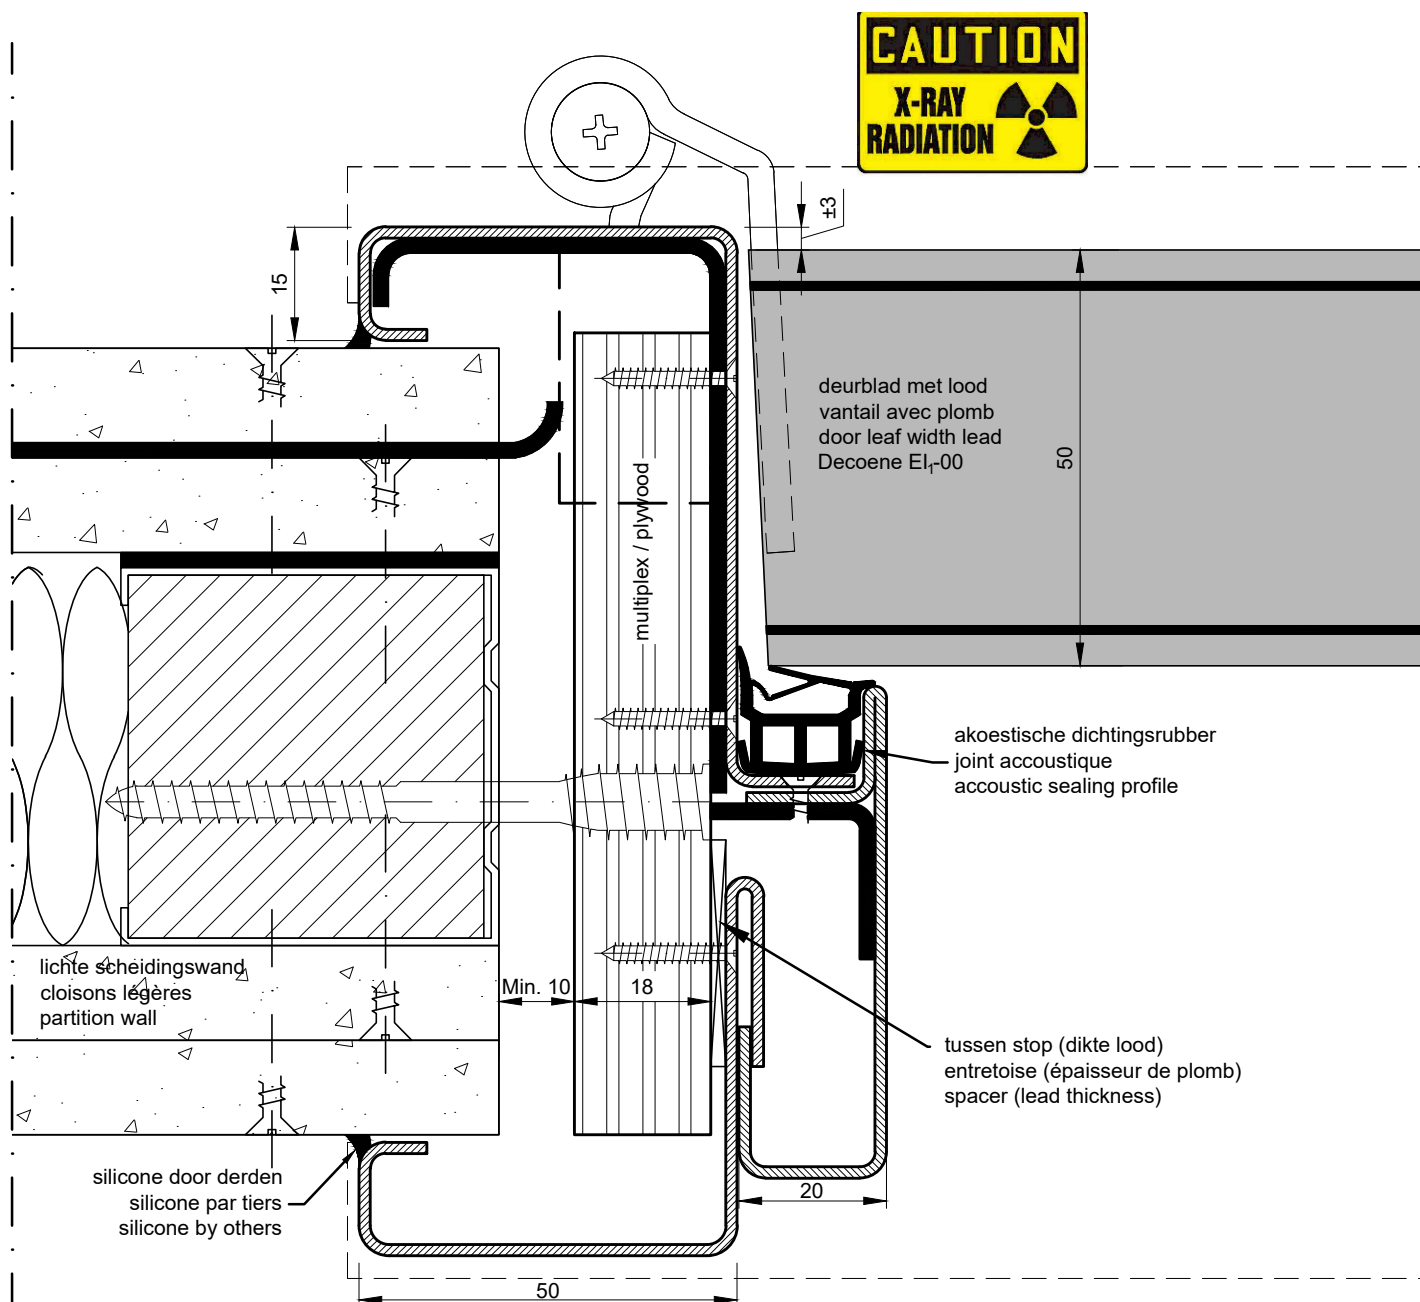 CAUTION
X-RAY
RADIATION
±3
15
deurblad met lood
vantail avec plomb
door leaf width lead
Decoene EI₁-00
50
multiplex / plywood
akoestische dichtingsrubber
joint accoustique
accoustic sealing profile
lichte scheidingswand
cloisons légères
partition wall
Min. 10
18
tussen stop (dikte lood)
entretoise (épaisseur de plomb)
spacer (lead thickness)
silicone door derden
silicone par tiers
silicone by others
20
50